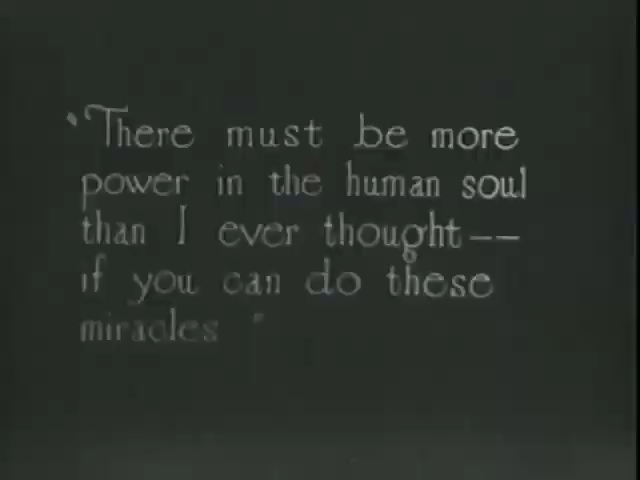 "There must be more
power in the human soul
than I ever thought--
if you can do these
miracles "